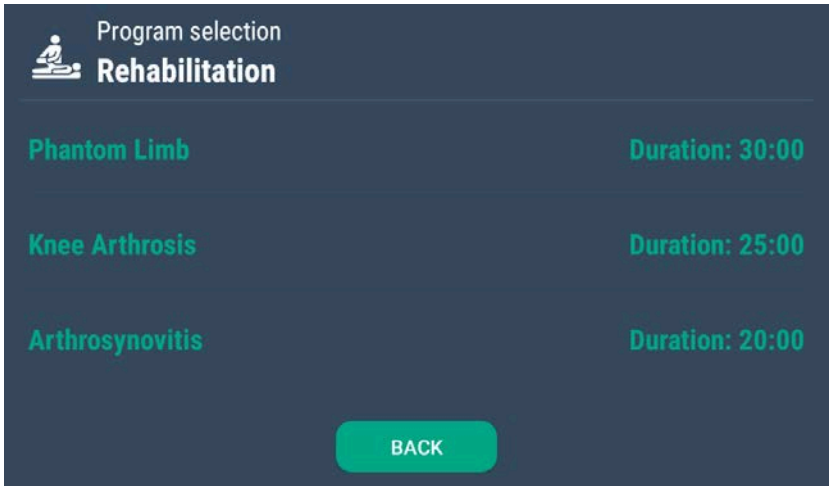 Program selection
Rehabilitation
Phantom Limb Duration: 30:00
Knee Arthrosis Duration: 25:00
Arthrosynovitis Duration: 20:00
BACK